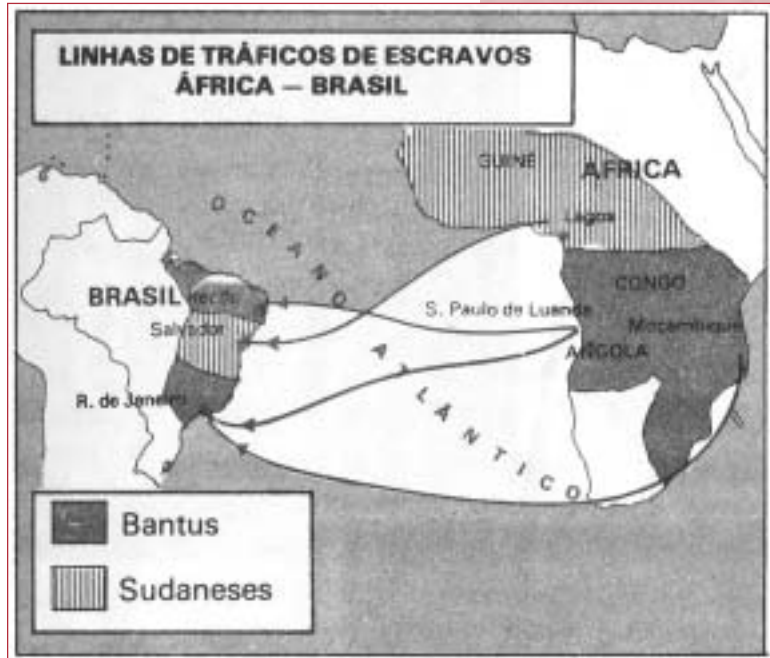 LINHAS DE TRÁFICOS DE ESCRAVOS
ÁFRICA — BRASIL
GUINÉ
ÁFRICA
Lagos
OCEANO
CONGO
BRASIL
Recife
S. Paulo de Luanda
Moçambique
Salvador
ANGOLA
ATLÂNTICO
R. de Janeiro
Bantus
Sudaneses